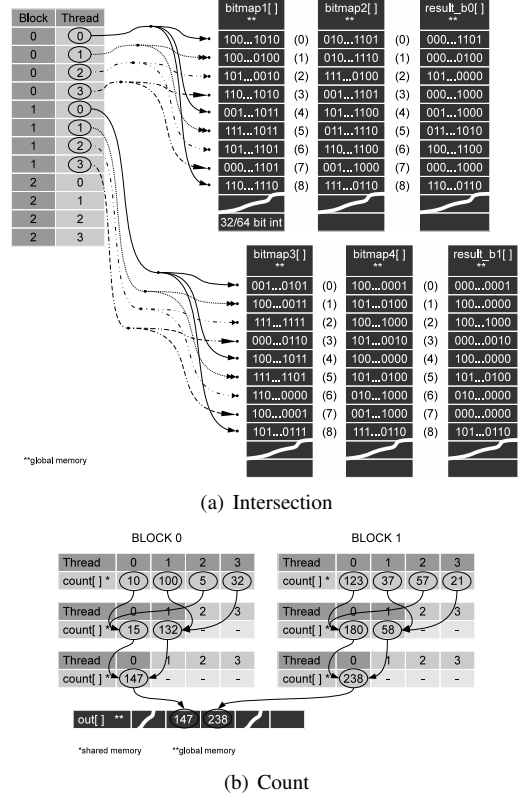 Block Thread
0 0
0 1
0 2
0 3
1 0
1 1
1 2
1 3
2 0
2 1
2 2
2 3
bitmap1[ ] bitmap2[ ] result_b0[ ]
** ** **
100...1010 (0) 010...1101 (0) 000...1101
100...0100 (1) 010...1110 (1) 000...0100
101...0010 (2) 111...0100 (2) 101...0000
110...1010 (3) 001...1101 (3) 000...1000
001...1011 (4) 101...1100 (4) 001...1000
111...1011 (5) 011...1110 (5) 011...1010
101...1101 (6) 110...1100 (6) 100...1100
000...1101 (7) 001...1000 (7) 000...1000
110...1110 (8) 111...0110 (8) 110...0110
32/64 bit int
bitmap3[ ] bitmap4[ ] result_b1[ ]
** ** **
001...0101 (0) 100...0001 (0) 000...0001
100...0011 (1) 101...0100 (1) 100...0000
111...1111 (2) 100...1000 (2) 100...1000
000...0110 (3) 101...0010 (3) 000...0010
100...1011 (4) 100...0000 (4) 100...0000
111...1101 (5) 101...0100 (5) 101...0100
110...0000 (6) 010...1000 (6) 010...0000
100...0001 (7) 001...1000 (7) 000...0000
101...0111 (8) 111...0110 (8) 101...0110
**global memory
(a) Intersection
BLOCK 0 BLOCK 1
Thread 0 1 2 3 Thread 0 1 2 3
count[ ] * 10 100 5 32 count[ ] * 123 37 57 21
Thread 0 1 2 3 Thread 0 1 2 3
count[ ] * 15 132 - - count[ ] * 180 58 - -
Thread 0 1 2 3 Thread 0 1 2 3
count[ ] * 147 - - - count[ ] * 238 - - -
out[ ] ** 147 238
*shared memory **global memory
(b) Count